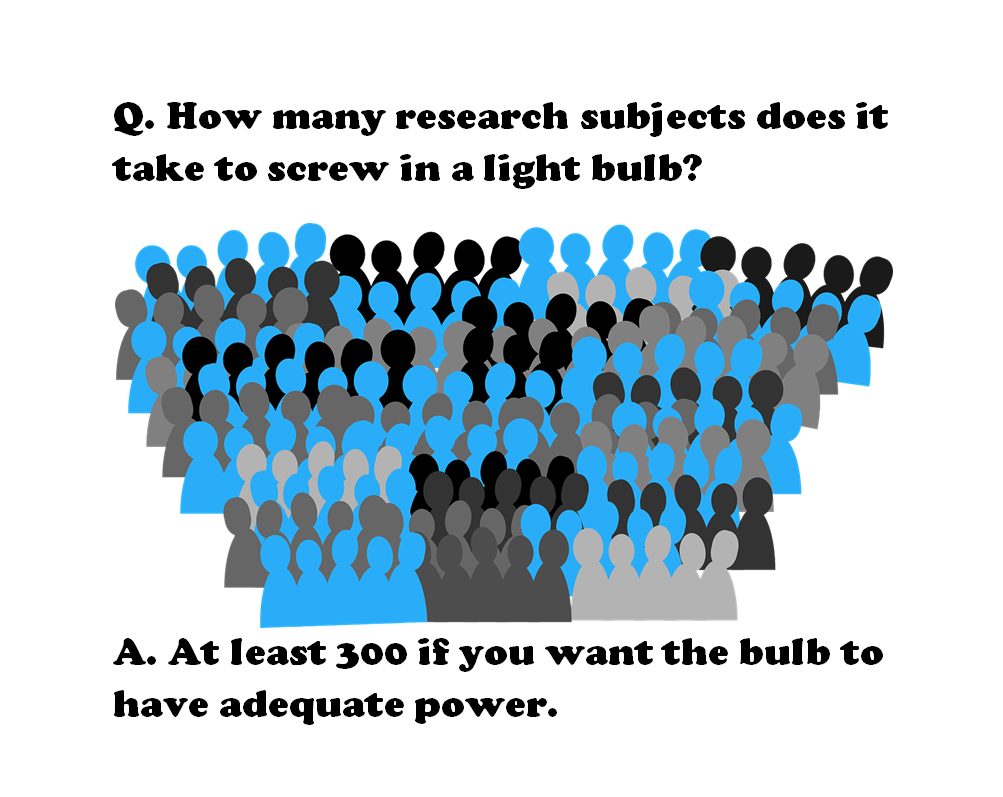 Q. How many research subjects does it
take to screw in a light bulb?
A. At least 300 if you want the bulb to
have adequate power.